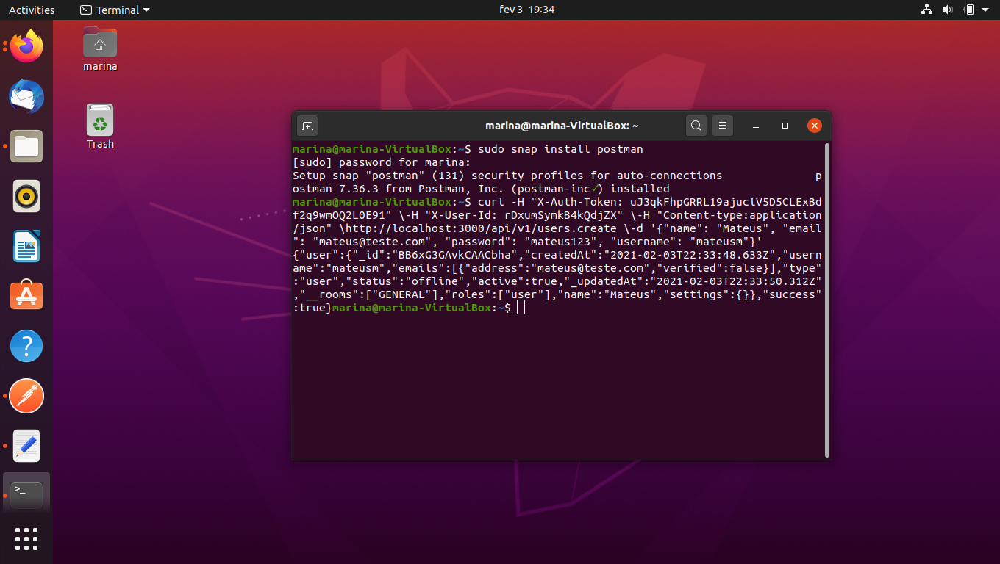 Activities
Terminal
fev 3 19:34
marina
Trash
marina@marina-VirtualBox: ~
marina@marina-VirtualBox:~$ sudo snap install postman
[sudo] password for marina:
Setup snap "postman" (131) security profiles for auto-connections p
ostman 7.36.3 from Postman, Inc. (postman-inc✓) installed
marina@marina-VirtualBox:~$ curl -H "X-Auth-Token: uJ3qkFhpGRRL19ajuclV5D5CLExBd
f2q9wmOQ2L0E91" \-H "X-User-Id: rDxumSymkB4kQdjZX" \-H "Content-type:application
/json" \http://localhost:3000/api/v1/users.create \-d '{"name": "Mateus", "email
": "mateus@teste.com", "password": "mateus123", "username": "mateusm"}'
{"user":{"_id":"BB6xG3GAvkCAACbha","createdAt":"2021-02-03T22:33:48.633Z","usern
ame":"mateusm","emails":[{"address":"mateus@teste.com","verified":false}],"type"
:"user","status":"offline","active":true,"_updatedAt":"2021-02-03T22:33:50.312Z"
,"__rooms":["GENERAL"],"roles":["user"],"name":"Mateus","settings":{}},"success"
:true}marina@marina-VirtualBox:~$